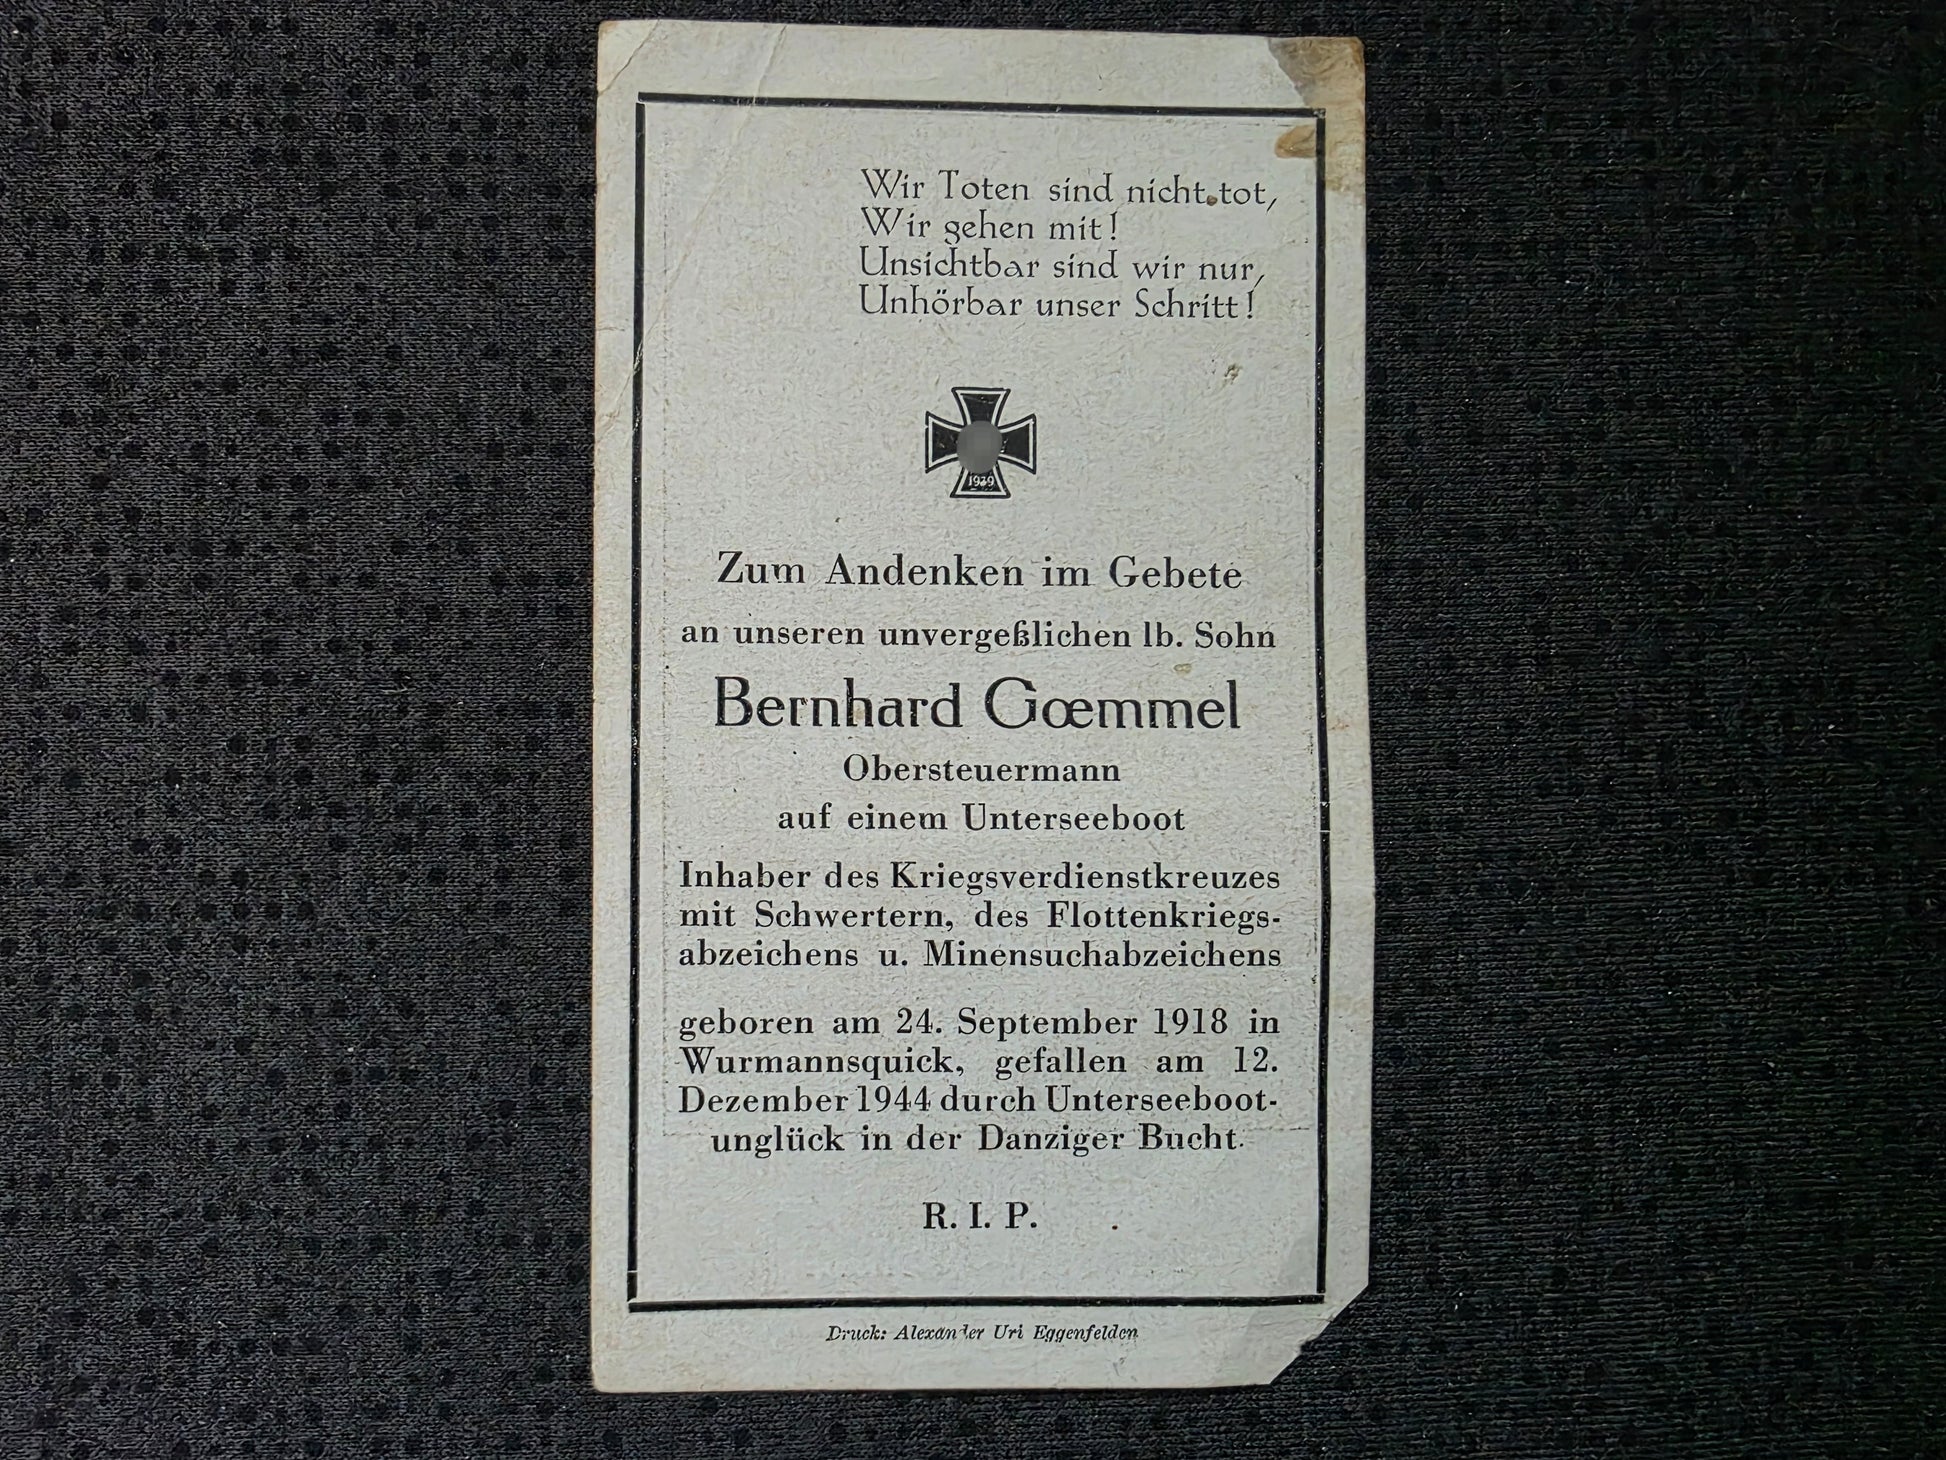 Wir Toten sind nicht tot,
Wir gehen mit!
Unsichtbar sind wir nur,
Unhörbar unser Schritt!
1939
Zum Andenken im Gebete
an unseren unvergeßlichen lb. Sohn
Bernhard Gœmmel
Obersteuermann
auf einem Unterseeboot
Inhaber des Kriegsverdienstkreuzes
mit Schwertern, des Flottenkriegs-
abzeichens u. Minensuchabzeichens
geboren am 24. September 1918 in
Wurmannsquick, gefallen am 12.
Dezember 1944 durch Unterseeboot-
unglück in der Danziger Bucht.
R. I. P.
Druck: Alexander Uri Eggenfelden